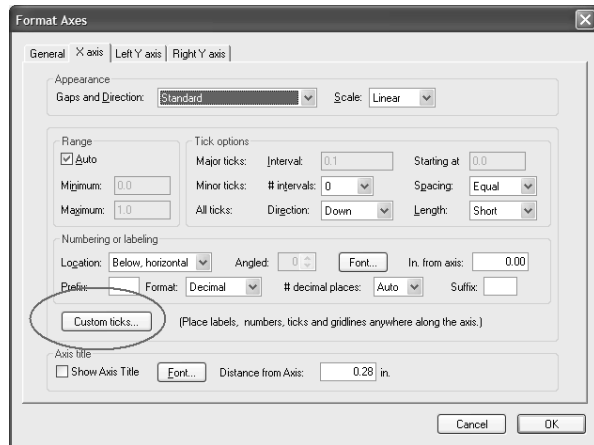 Format Axes
General X axis Left Y axis Right Y axis
Appearance
Gaps and Direction: Standard Scale: Linear
Range
Auto
Minimum: 0.0
Maximum: 1.0
Tick options
Major ticks: Interval: 0.1 Starting at 0.0
Minor ticks: # intervals: 0 Spacing: Equal
All ticks: Direction: Down Length: Short
Numbering or labeling
Location: Below, horizontal Angled: 0 Font... In. from axis: 0.00
Prefix: Format: Decimal # decimal places: Auto Suffix:
Custom ticks... (Place labels, numbers, ticks and gridlines anywhere along the axis.)
Axis title
Show Axis Title Font... Distance from Axis: 0.28 in.
Cancel OK